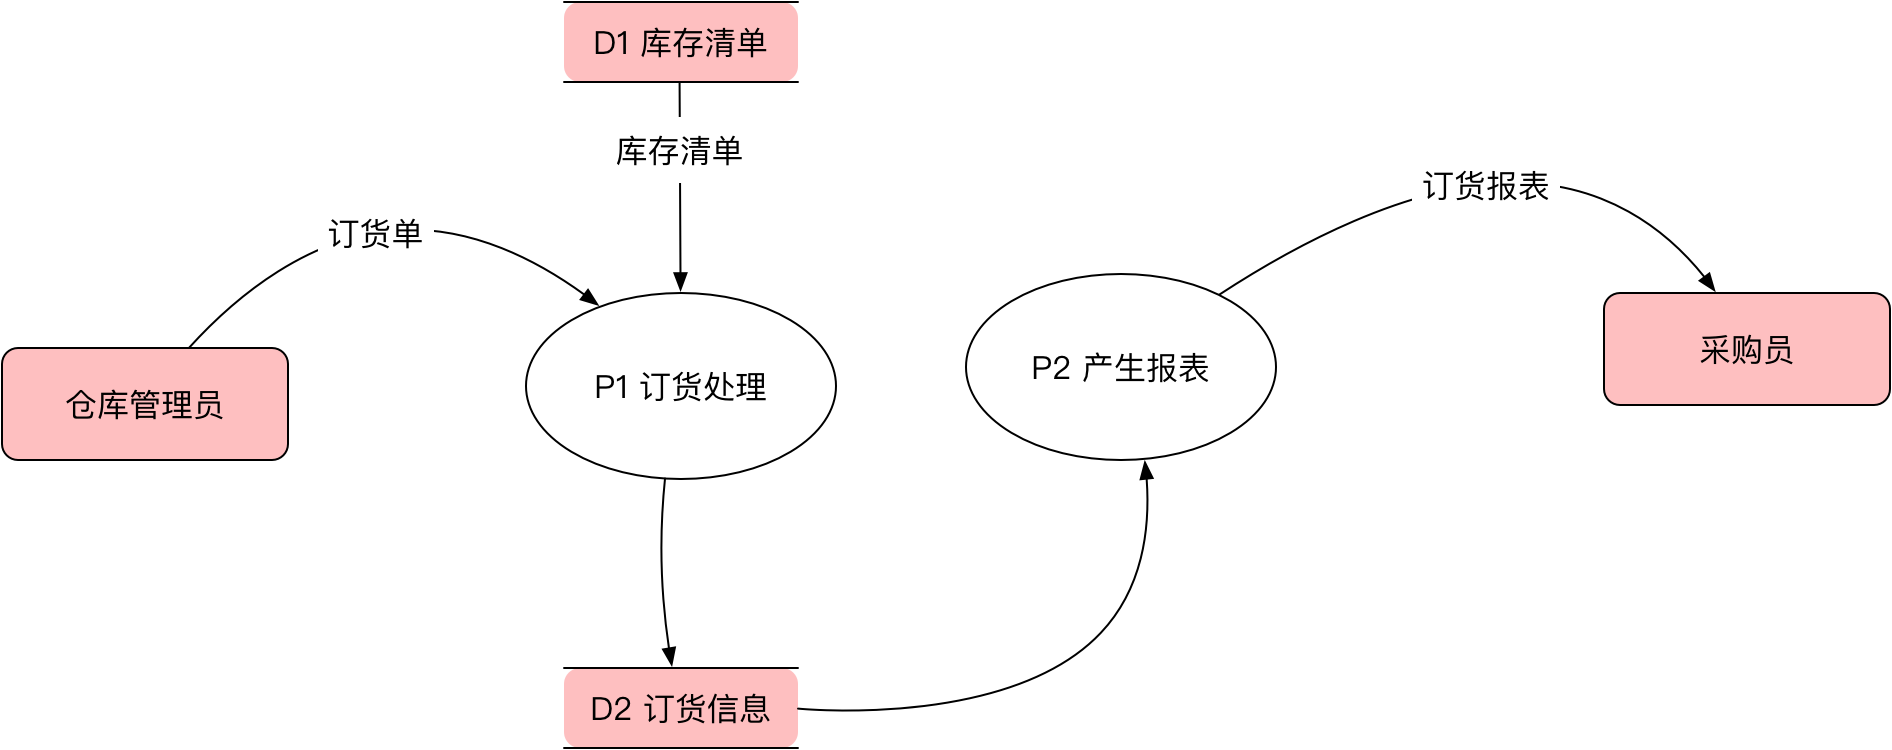 D1 库存清单
库存清单
订货单
订货报表
仓库管理员
P1 订货处理
P2 产生报表
采购员
D2 订货信息